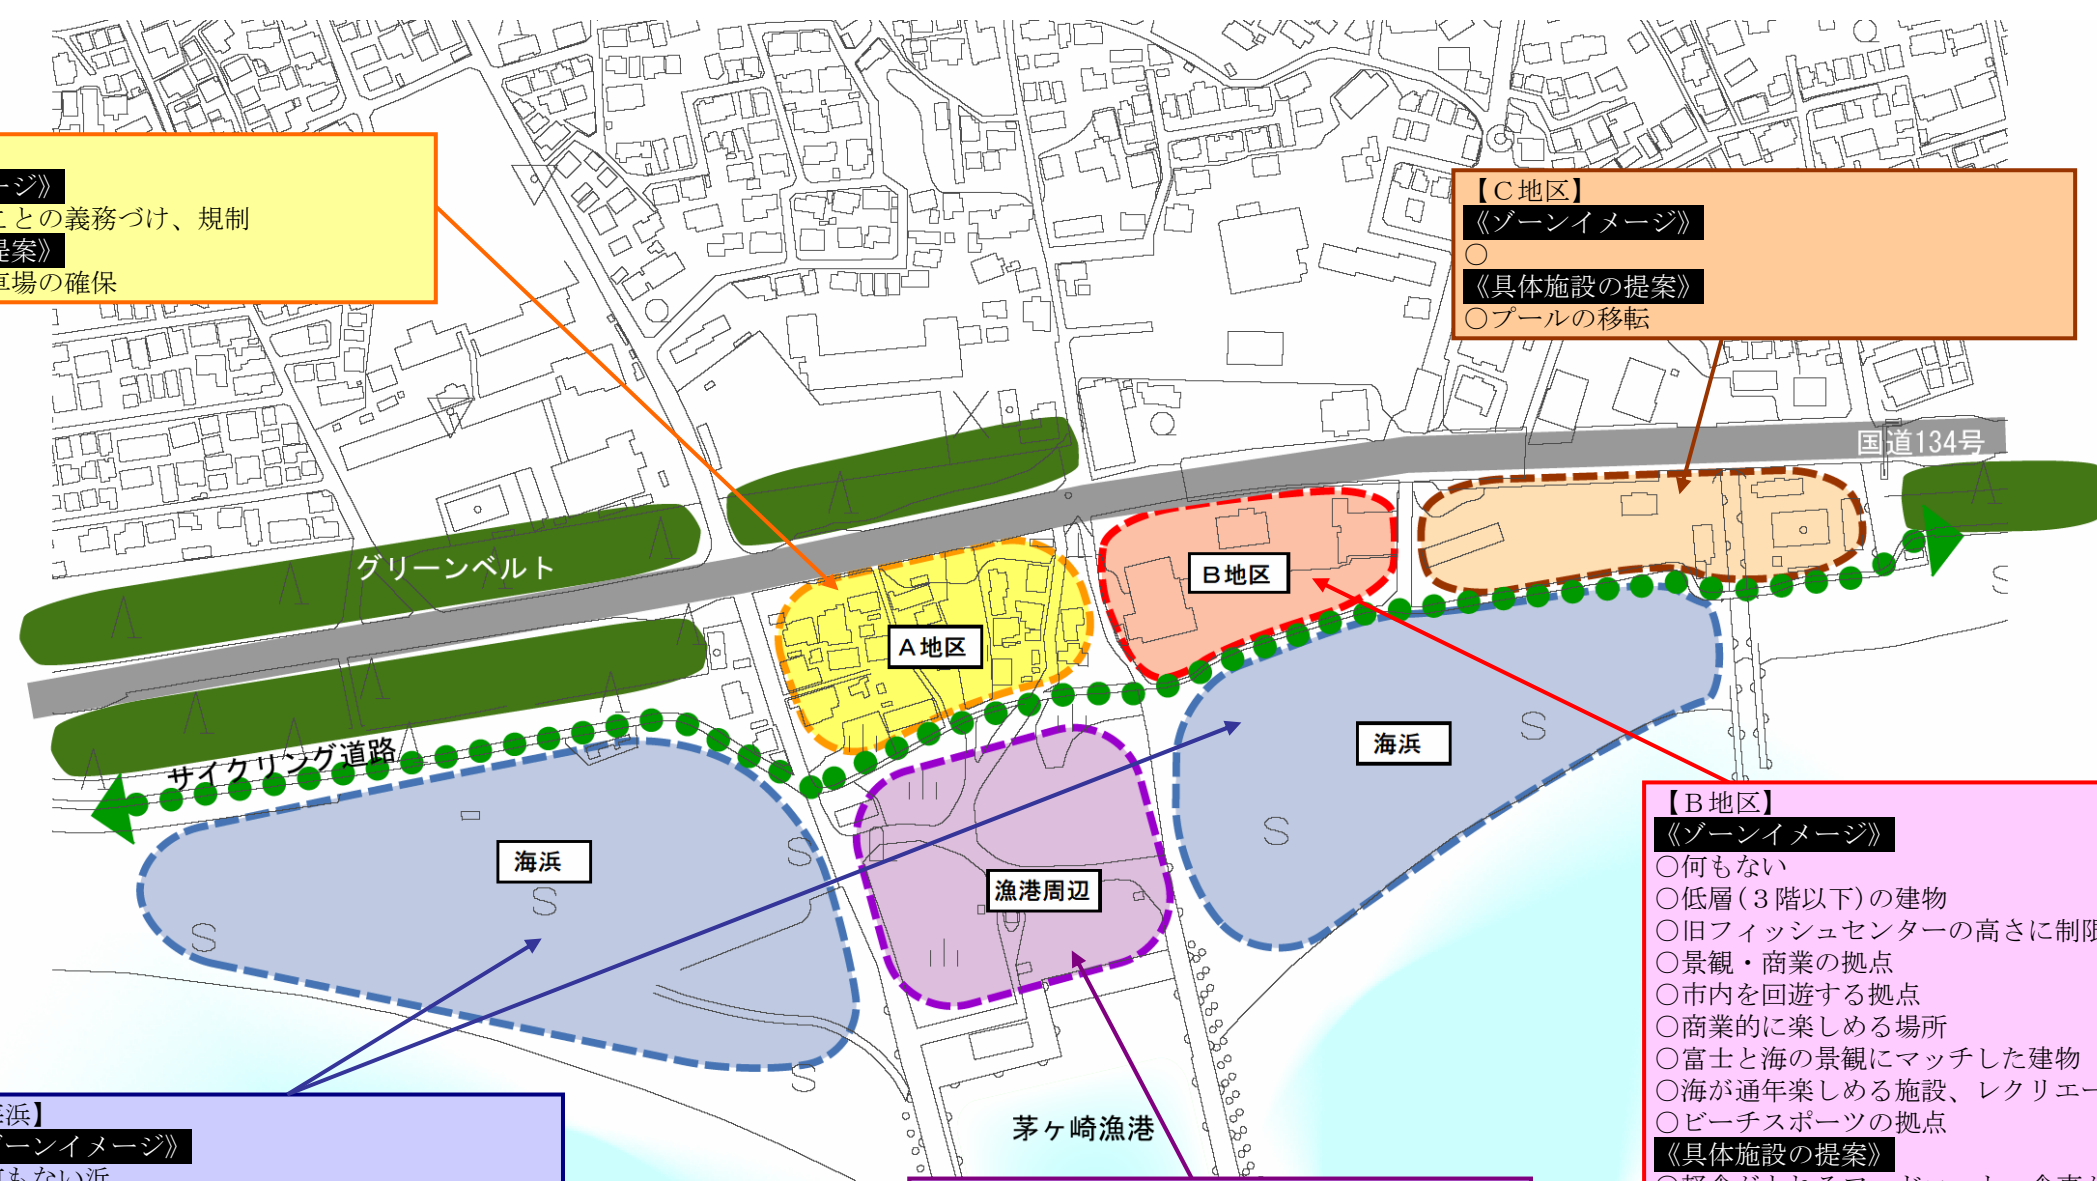 ージ》
ことの義務づけ、規制
提案》
車場の確保
【C地区】
《ゾーンイメージ》
○
《具体施設の提案》
○プールの移転
国道134号
グリーンベルト
B地区
A地区
サイクリング道路
海浜
海浜
漁港周辺
【B地区】
《ゾーンイメージ》
○何もない
○低層(3階以下)の建物
○旧フィッシュセンターの高さに制限
○景観・商業の拠点
○市内を回遊する拠点
○商業的に楽しめる場所
○富士と海の景観にマッチした建物
○海が通年楽しめる施設、レクリエー
○ビーチスポーツの拠点
《具体施設の提案》
海浜】
ゾーンイメージ》
何もない浜
茅ヶ崎漁港